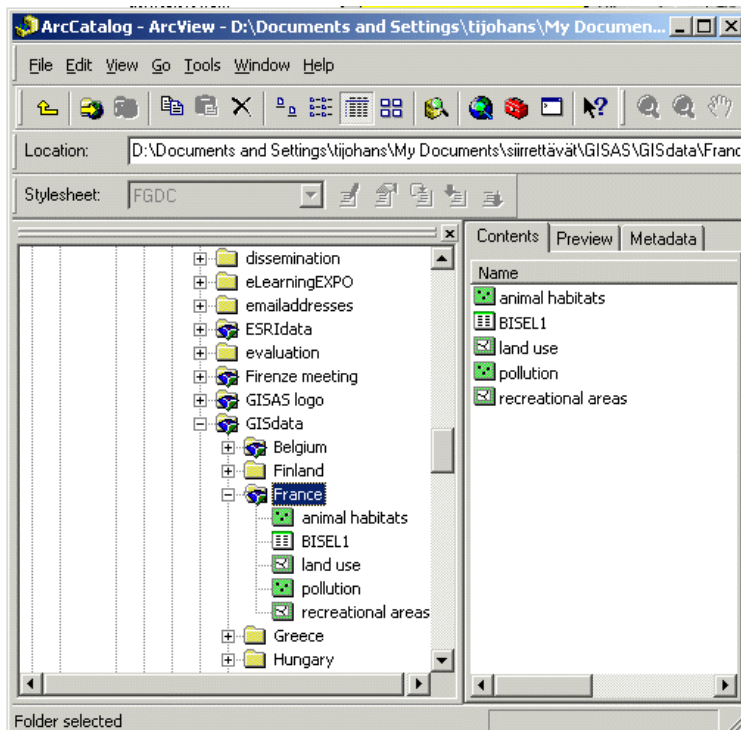 ArcCatalog - ArcView - D:\Documents and Settings\tijohans\My Documen...
File Edit View Go Tools Window Help
Location: D:\Documents and Settings\tijohans\My Documents\siirrettävät\GISAS\GISdata\Franc
Stylesheet: FGDC
Contents Preview Metadata
dissemination
eLearningEXPO
emailaddresses
ESRIdata
evaluation
Firenze meeting
GISAS logo
GISdata
Belgium
Finland
France
animal habitats
BISEL1
land use
pollution
recreational areas
Greece
Hungary
Name
animal habitats
BISEL1
land use
pollution
recreational areas
Folder selected